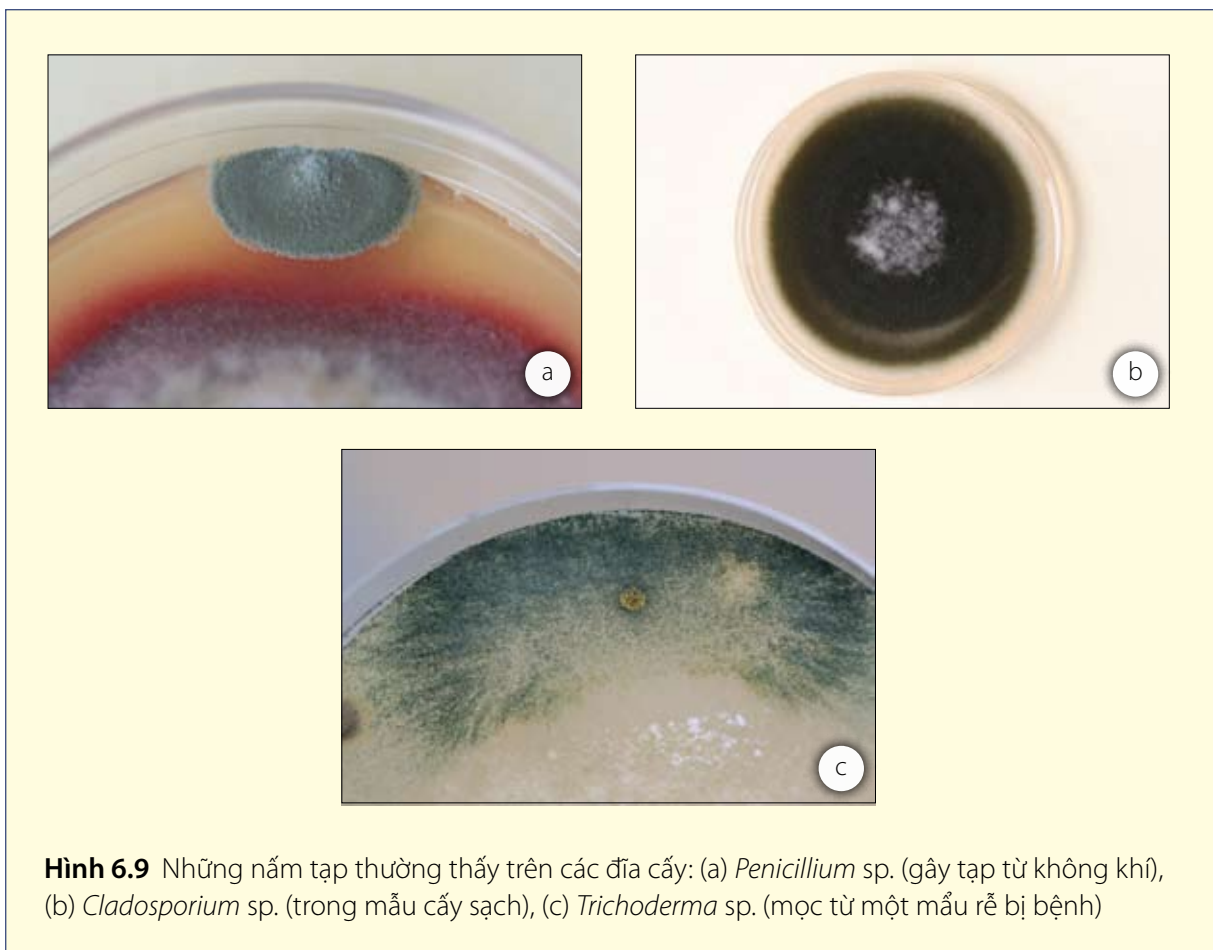 a
b
c
Hình 6.9 Những nấm tạp thường thấy trên các đĩa cấy: (a) Penicillium sp. (gây tạp từ không khí),
(b) Cladosporium sp. (trong mẫu cấy sạch), (c) Trichoderma sp. (mọc từ một mẩu rễ bị bệnh)